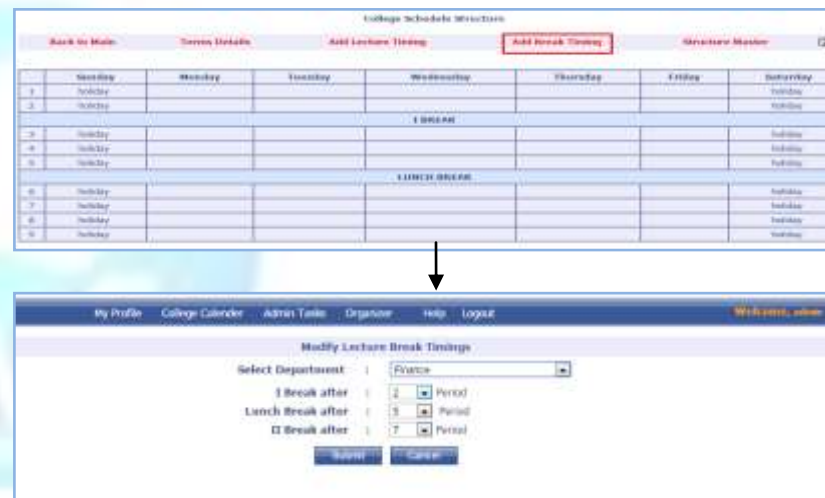 College Schedule Structure
Back to Main Terms Details Add Lecture Timing Add Break Timing Structure Master
Sunday Monday Tuesday Wednesday Thursday Friday Saturday
1 holiday holiday
2 holiday holiday
I BREAK
3 holiday holiday
4 holiday holiday
5 holiday holiday
LUNCH BREAK
6 holiday holiday
7 holiday holiday
8 holiday holiday
9 holiday holiday
My Profile College Calender Admin Tasks Organizer Help Logout Welcome, admin
Modify Lecture Break Timings
Select Department : Finance
I Break after : 2 Period
Lunch Break after : 5 Period
II Break after : 7 Period
Submit Cancel